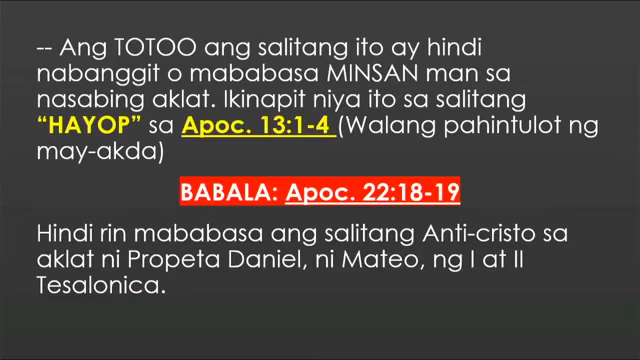 -- Ang TOTOO ang salitang ito ay hindi
nabanggit o mababasa MINSAN man sa
nasabing aklat. Ikinapit niya ito sa salitang
“HAYOP” sa Apoc. 13:1-4 (Walang pahintulot ng
may-akda)
BABALA: Apoc. 22:18-19
Hindi rin mababasa ang salitang Anti-cristo sa
aklat ni Propeta Daniel, ni Mateo, ng I at II
Tesalonica.